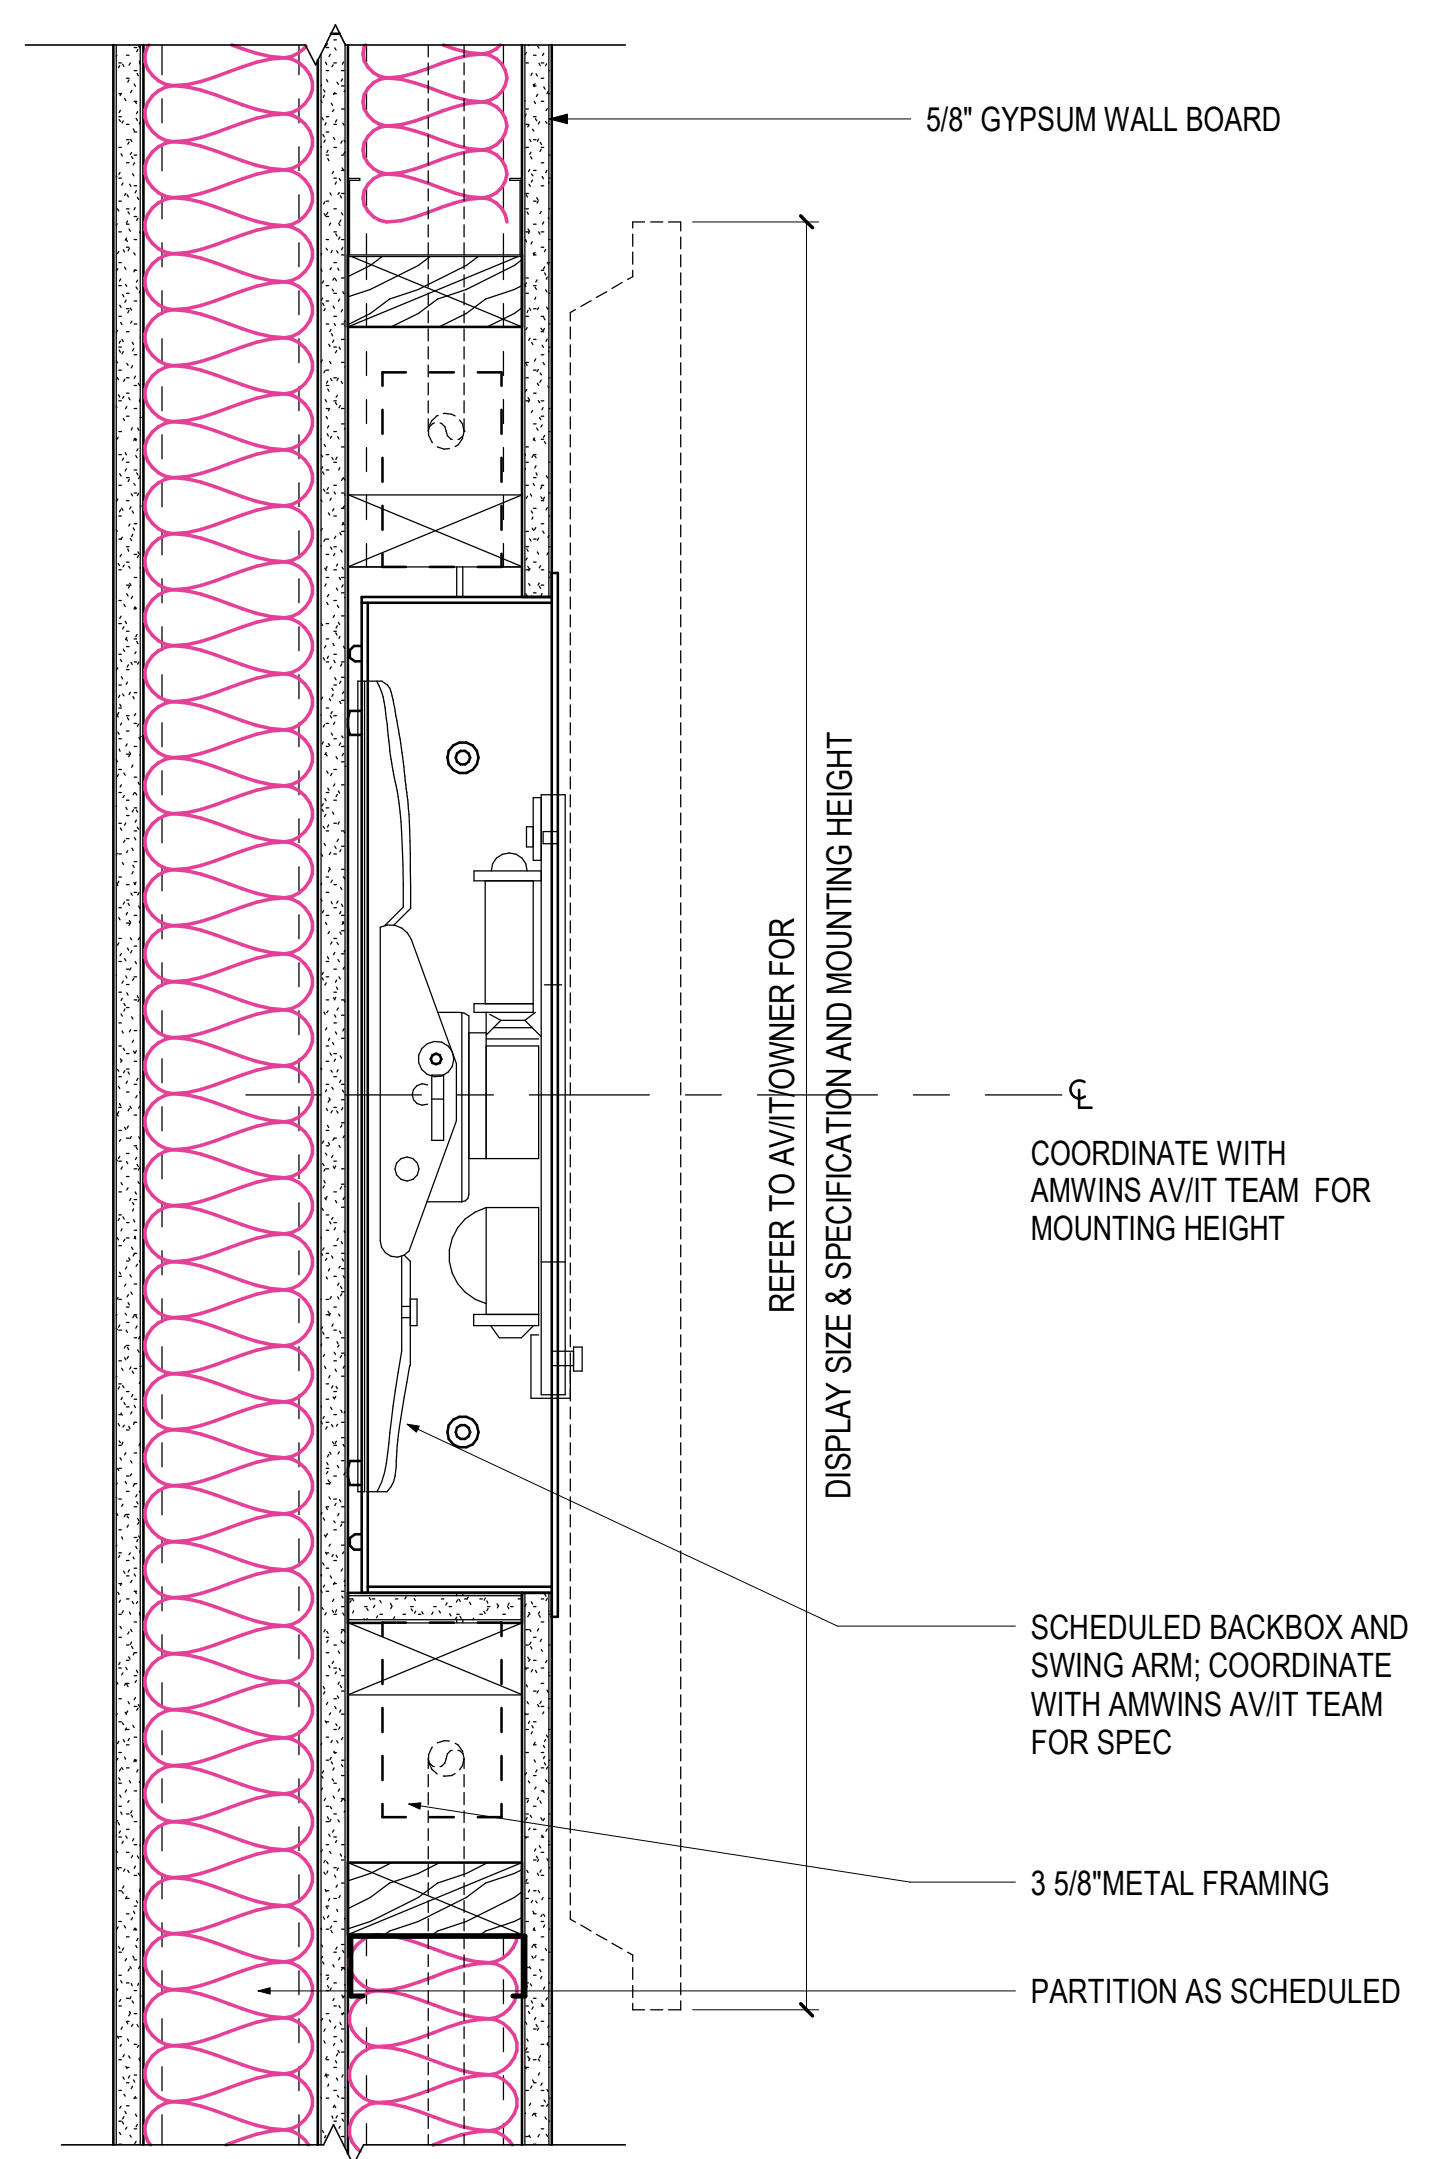 5/8" GYPSUM WALL BOARD
REFER TO AV/IT/OWNER FOR
DISPLAY SIZE & SPECIFICATION AND MOUNTING HEIGHT
℄
COORDINATE WITH
AMWINS AV/IT TEAM  FOR
MOUNTING HEIGHT
SCHEDULED BACKBOX AND
SWING ARM; COORDINATE
WITH AMWINS AV/IT TEAM
FOR SPEC
3 5/8"METAL FRAMING
PARTITION AS SCHEDULED